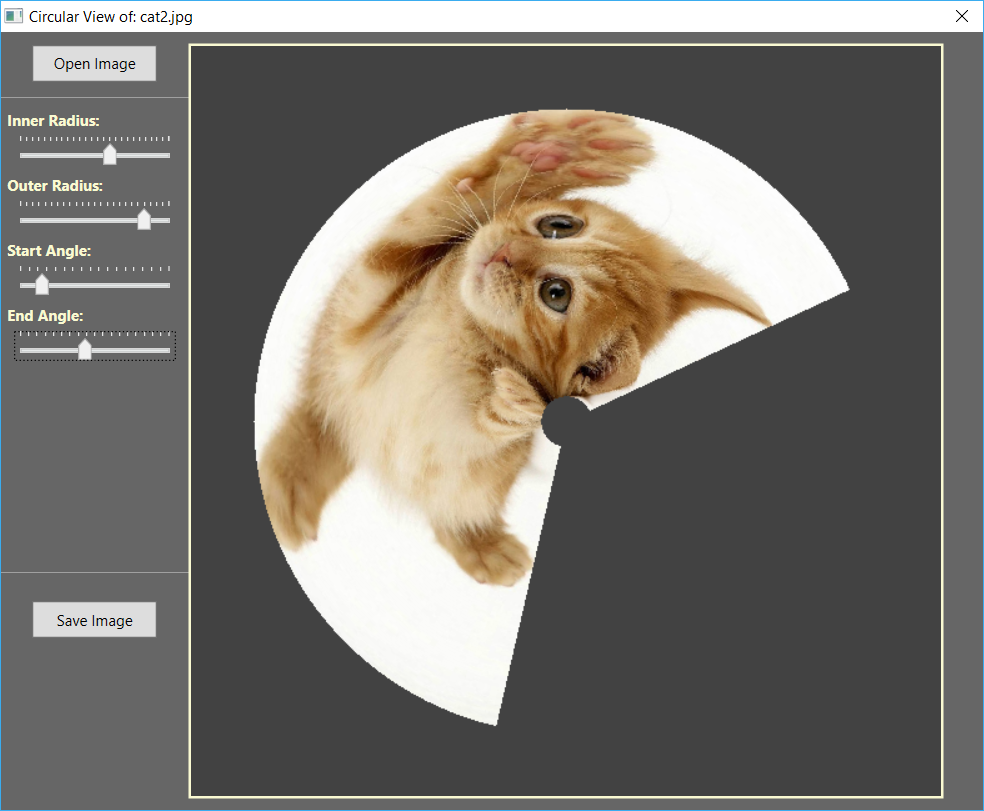 Circular View of: cat2.jpg
Open Image
Inner Radius:
Outer Radius:
Start Angle:
End Angle:
Save Image